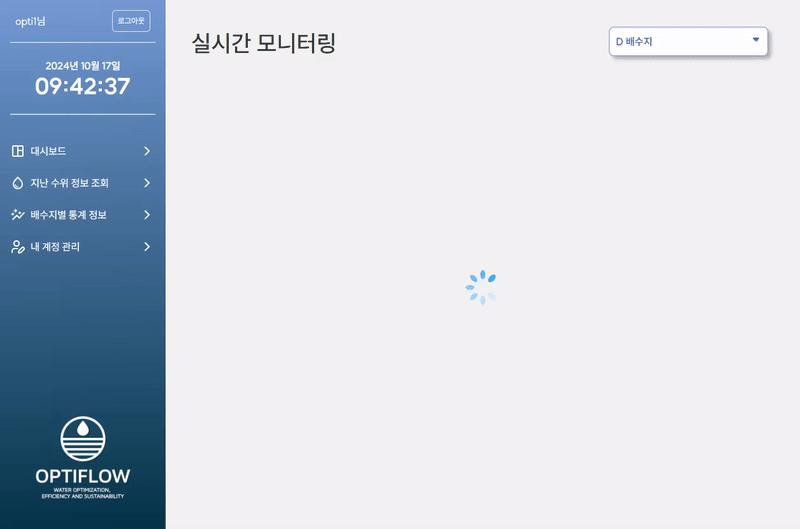 opti1님
로그아웃
2024년 10월 17일
09:42:37
대시보드
지난 수위 정보 조회
배수지별 통계 정보
내 계정 관리
OPTIFLOW
WATER OPTIMIZATION,
EFFICIENCY AND SUSTAINABILITY
실시간 모니터링
D 배수지